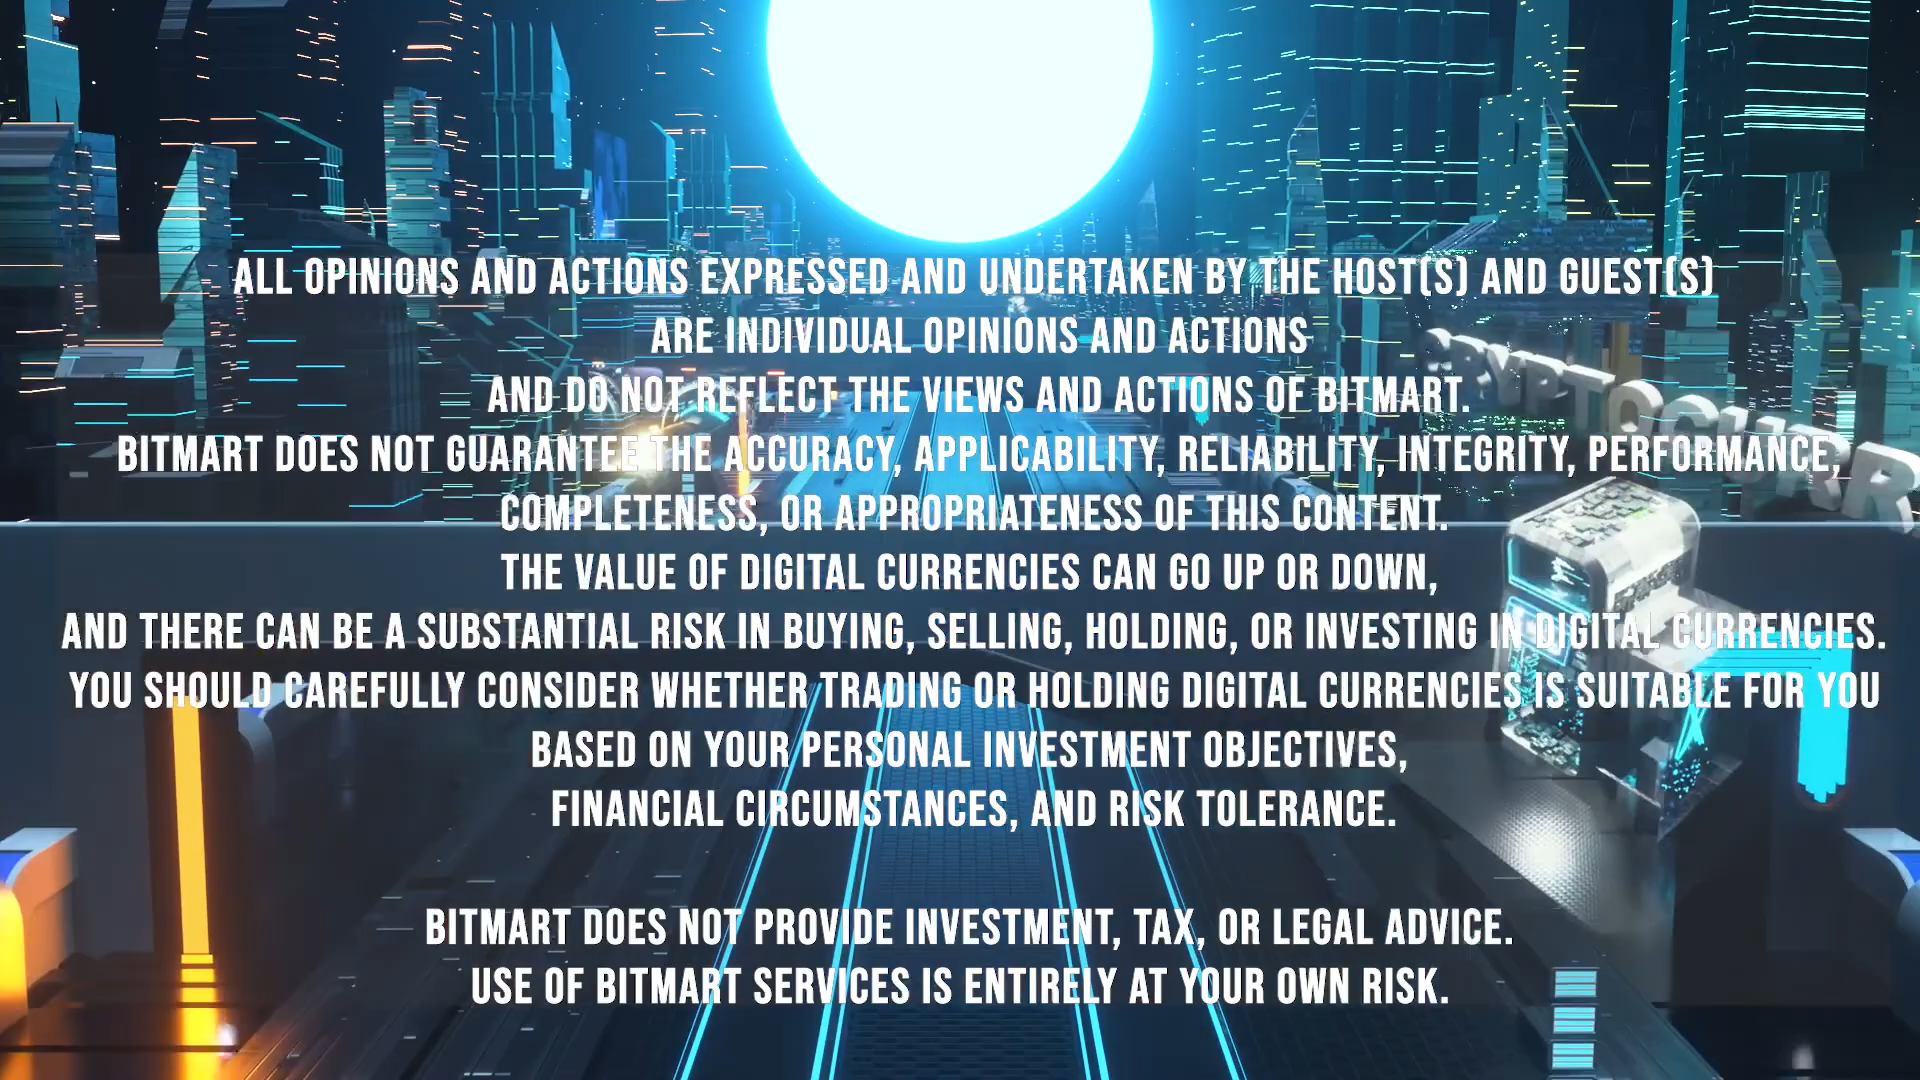 ALL OPINIONS AND ACTIONS EXPRESSED AND UNDERTAKEN BY THE HOST(S) AND GUEST(S)
ARE INDIVIDUAL OPINIONS AND ACTIONS
AND DO NOT REFLECT THE VIEWS AND ACTIONS OF BITMART.
BITMART DOES NOT GUARANTEE THE ACCURACY, APPLICABILITY, RELIABILITY, INTEGRITY, PERFORMANCE,
COMPLETENESS, OR APPROPRIATENESS OF THIS CONTENT.
THE VALUE OF DIGITAL CURRENCIES CAN GO UP OR DOWN,
AND THERE CAN BE A SUBSTANTIAL RISK IN BUYING, SELLING, HOLDING, OR INVESTING IN DIGITAL CURRENCIES.
YOU SHOULD CAREFULLY CONSIDER WHETHER TRADING OR HOLDING DIGITAL CURRENCIES IS SUITABLE FOR YOU
BASED ON YOUR PERSONAL INVESTMENT OBJECTIVES,
FINANCIAL CIRCUMSTANCES, AND RISK TOLERANCE.
BITMART DOES NOT PROVIDE INVESTMENT, TAX, OR LEGAL ADVICE.
USE OF BITMART SERVICES IS ENTIRELY AT YOUR OWN RISK.
CRYPTOCURR